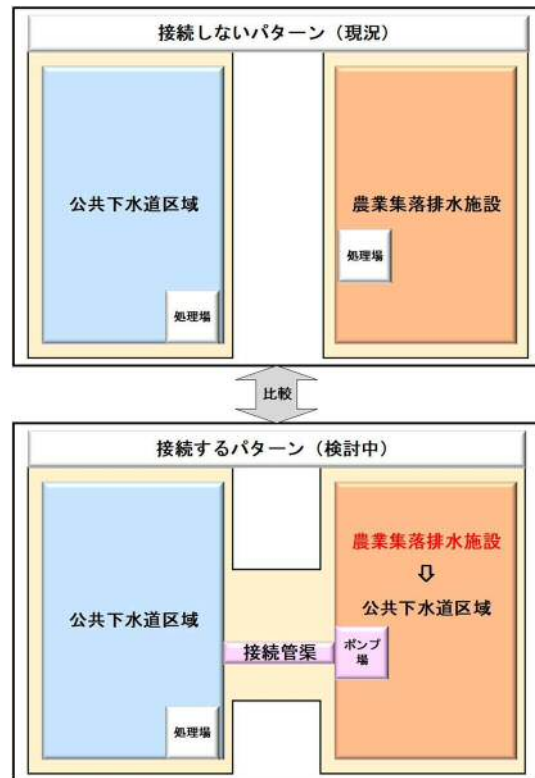 接続しないパターン（現況）
公共下水道区域
農業集落排水施設
処理場
処理場
比較
接続するパターン（検討中）
農業集落排水施設
⇩
公共下水道区域
公共下水道区域
接続管渠
ポンプ
場
処理場